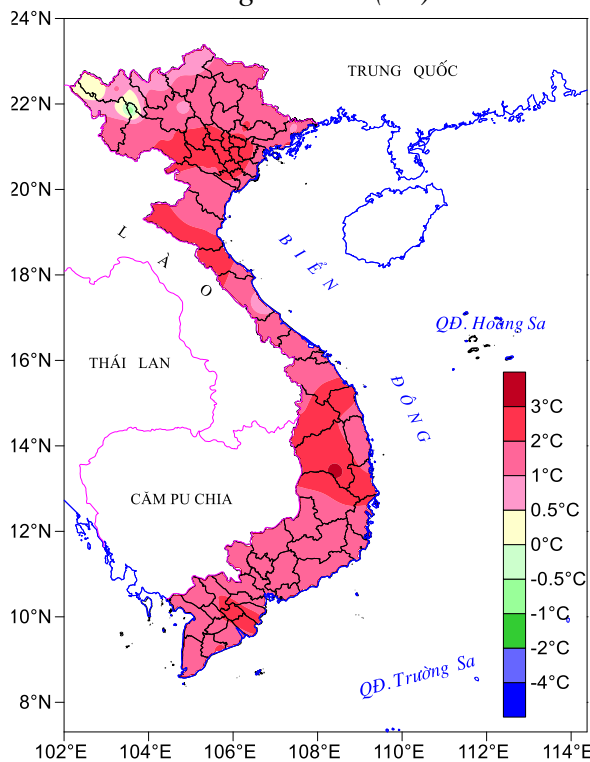 24°N
22°N
20°N
18°N
16°N
14°N
12°N
10°N
8°N
102°E
104°E
106°E
108°E
110°E
112°E
114°E
TRUNG QUỐC
LÀO
BIỂN
ĐÔNG
THÁI LAN
CĂM PU CHIA
QĐ. Hoàng Sa
QĐ. Trường Sa
3°C
2°C
1°C
0.5°C
0°C
-0.5°C
-1°C
-2°C
-4°C